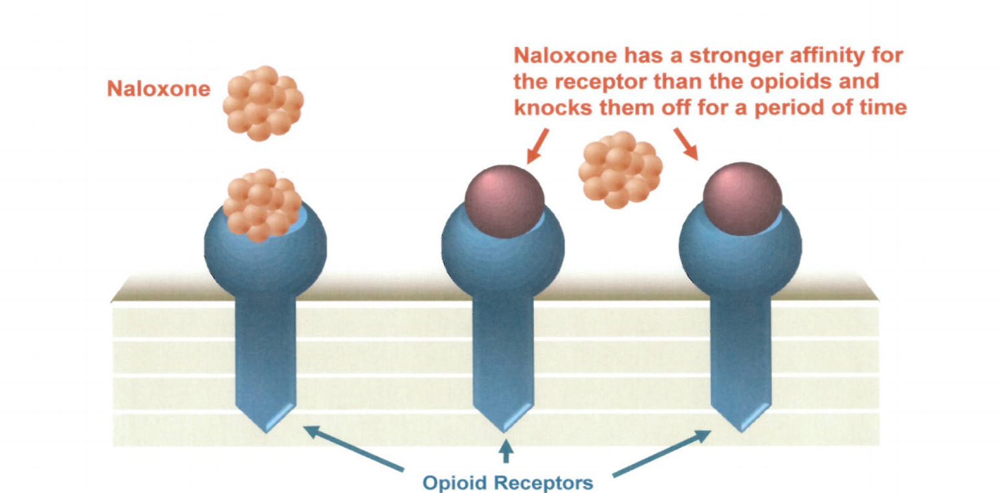 Naloxone
Naloxone has a stronger affinity for
the receptor than the opioids and
knocks them off for a period of time
Opioid Receptors